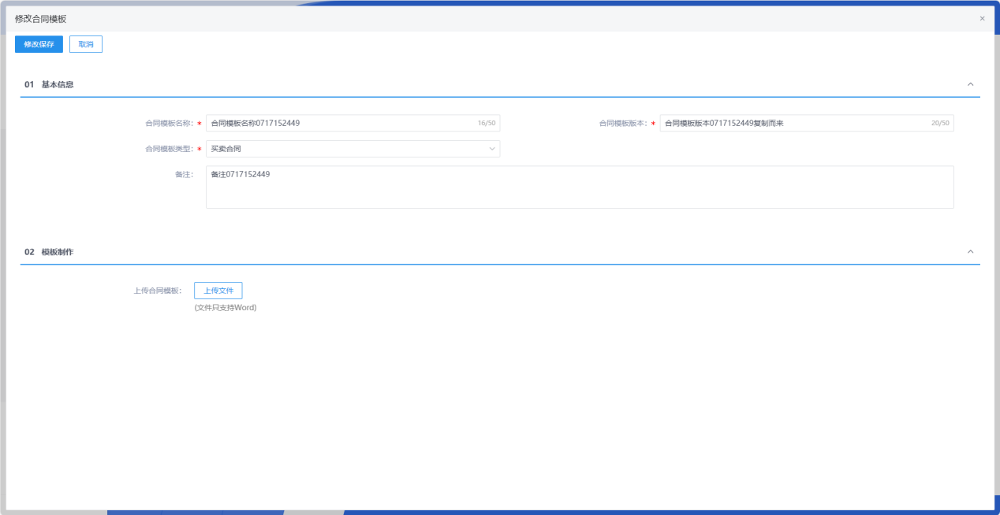 修改合同模板
修改保存 取消
01 基本信息
合同模板名称: * 合同模板名称0717152449 16/50 合同模板版本: * 合同模板版本0717152449复制而来 20/50
合同模板类型: * 买卖合同
备注: 备注0717152449
02 模板制作
上传合同模板: 上传文件
(文件只支持Word)